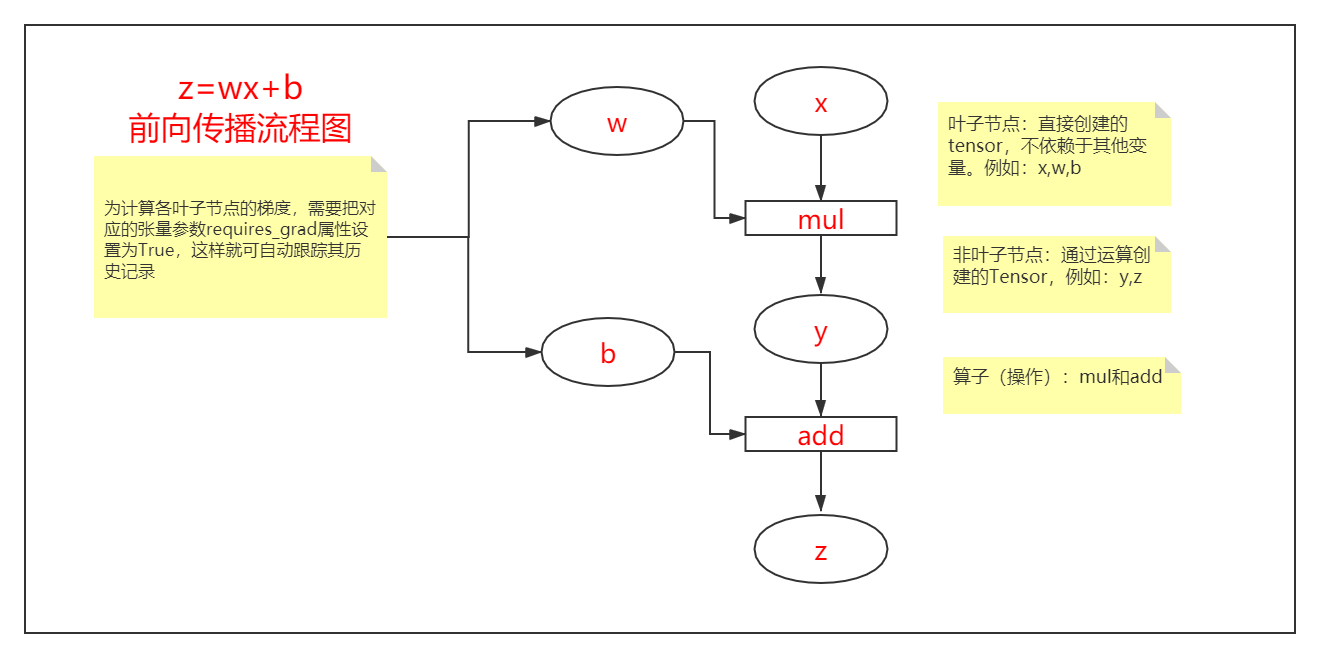 z=wx+b
前向传播流程图
为计算各叶子节点的梯度，需要把对
应的张量参数requires_grad属性设
置为True，这样就可自动跟踪其历
史记录
w
b
x
mul
y
add
z
叶子节点：直接创建的
tensor，不依赖于其他变
量。例如：x,w,b
非叶子节点：通过运算创
建的Tensor，例如：y,z
算子（操作）：mul和add